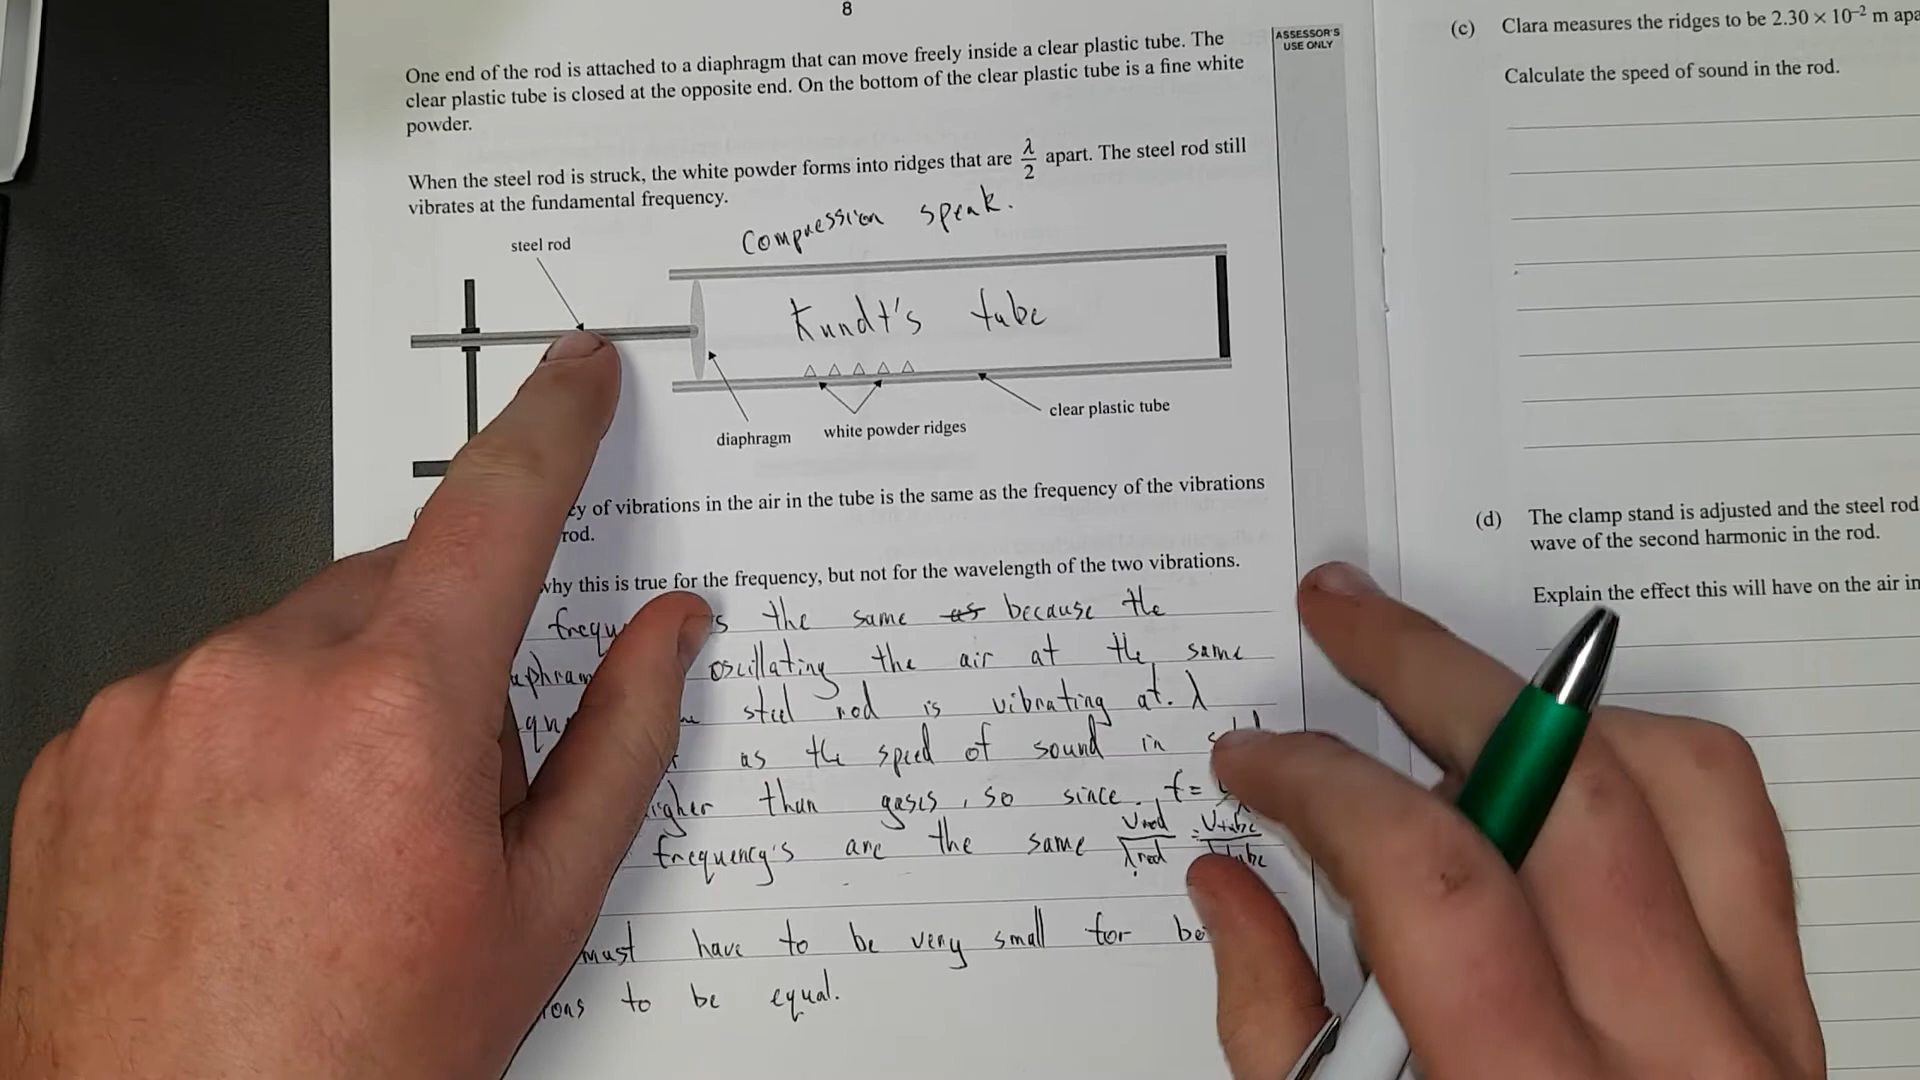 8
One end of the rod is attached to a diaphragm that can move freely inside a clear plastic tube. The
clear plastic tube is closed at the opposite end. On the bottom of the clear plastic tube is a fine white
powder.
When the steel rod is struck, the white powder forms into ridges that are λ/2 apart. The steel rod still
vibrates at the fundamental frequency.
Compression speak.
steel rod
Kundt's tube
clear plastic tube
diaphragm
white powder ridges
of vibrations in the air in the tube is the same as the frequency of the vibrations
rod.
why this is true for the frequency, but not for the wavelength of the two vibrations.
the same as because the
oscillating the air at the same
steel rod is vibrating at. λ
as the speed of sound in
than gases, so since f=
frequency's are the same Vrod/λrod = Vtube
must have to be very small for
to be equal.
ASSESSOR'S
USE ONLY
(c) Clara measures the ridges to be 2.30 × 10⁻² m
Calculate the speed of sound in the rod.
(d) The clamp stand is adjusted and the steel rod
wave of the second harmonic in the rod.
Explain the effect this will have on the air in